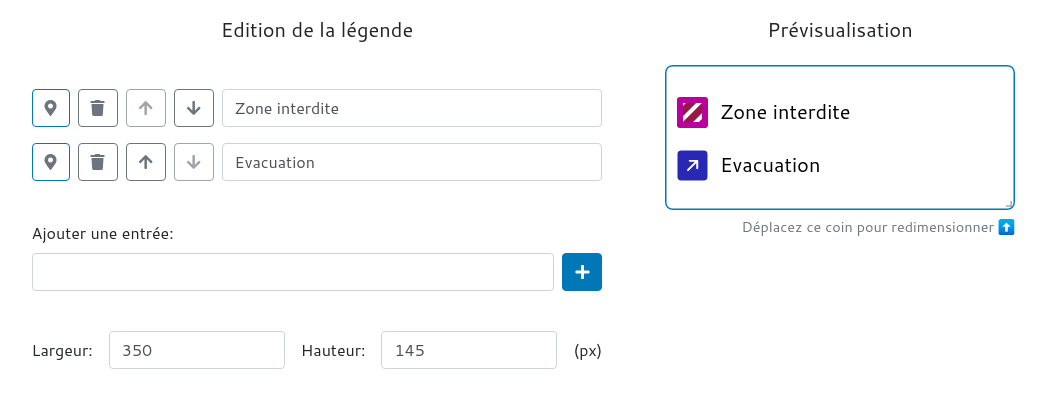 Edition de la légende
Prévisualisation
Zone interdite
Evacuation
Zone interdite
Evacuation
Déplacez ce coin pour redimensionner
Ajouter une entrée:
Largeur: 350 Hauteur: 145 (px)